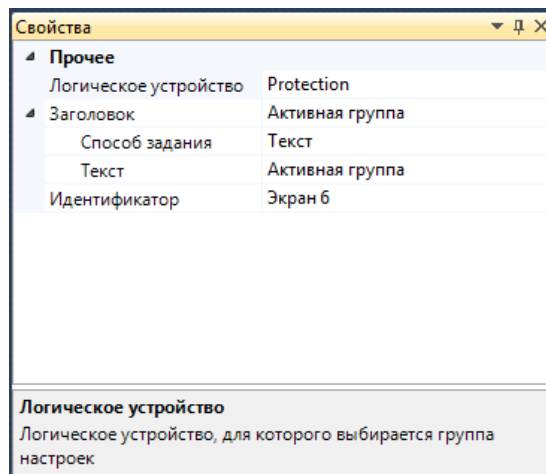 Свойства
Прочее
Логическое устройство Protection
Заголовок Активная группа
Способ задания Текст
Текст Активная группа
Идентификатор Экран 6
Логическое устройство
Логическое устройство, для которого выбирается группа
настроек